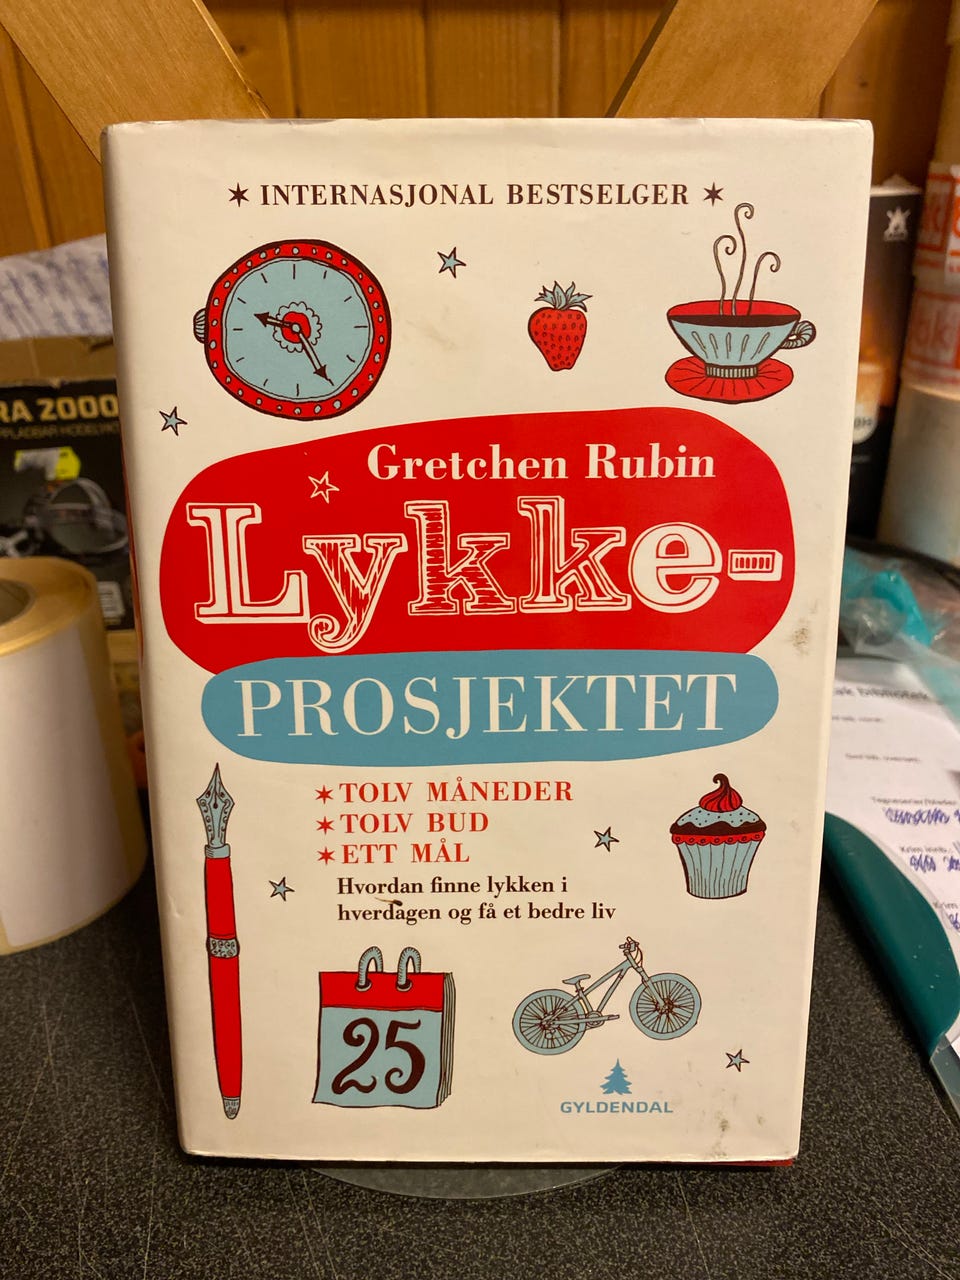 ★ INTERNASJONAL BESTSELGER ★
Gretchen Rubin
Lykke-
PROSJEKTET
★ TOLV MÅNEDER
★ TOLV BUD
★ ETT MÅL
Hvordan finne lykken i
hverdagen og få et bedre liv
25
GYLDENDAL
RA 2000